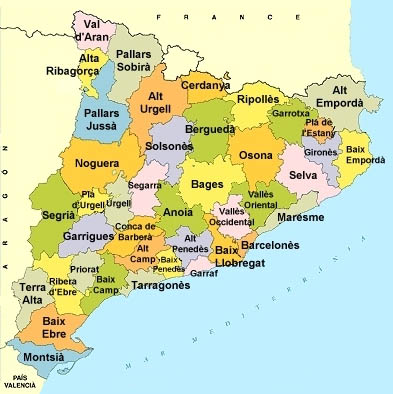 FRANCE
Val
d'Aran
Pallars
Sobirà
Alta
Ribagorça
Alt
Urgell
Cerdanya
Ripollès
Alt
Empordà
Pallars
Jussà
Berguedà
Garrotxa
Pla de
l'Estany
Solsonès
Osona
Gironès
Baix
Empordà
Noguera
Selva
Segarra
Bages
Vallès
Oriental
Pla
d'Urgell
Urgell
Segrià
Anoia
Vallès
Occidental
Maresme
Garrigues
Conca de
Barberà
Alt
Penedès
Baix
Llobregat
Barcelonès
Alt
Camp
Baix
Penedès
Garraf
Priorat
Ribera
d'Ebre
Baix
Camp
Tarragonès
Terra
Alta
Baix
Ebre
Montsià
ARAGÓN
PAÍS
VALENCIÀ
MAR MEDITERRINI